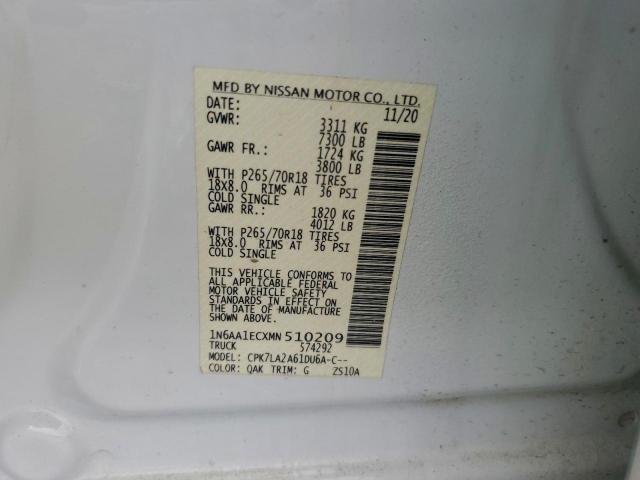 MFD BY NISSAN MOTOR CO., LTD.
DATE: 11/20
GVWR: 3311 KG
7300 LB
GAWR FR.: 1724 KG
3800 LB
WITH P265/70R18 TIRES
18X8.0 RIMS AT 36 PSI
COLD SINGLE
GAWR RR.: 1820 KG
4012 LB
WITH P265/70R18 TIRES
18X8.0 RIMS AT 36 PSI
COLD SINGLE
THIS VEHICLE CONFORMS TO
ALL APPLICABLE FEDERAL
MOTOR VEHICLE SAFETY
STANDARDS IN EFFECT ON
THE DATE OF MANUFACTURE
SHOWN ABOVE.
1N6AA1ECXMN510209
TRUCK 574292
MODEL: CPK7LA2A61DU6A-C--
COLOR: QAK TRIM: G ZS10A